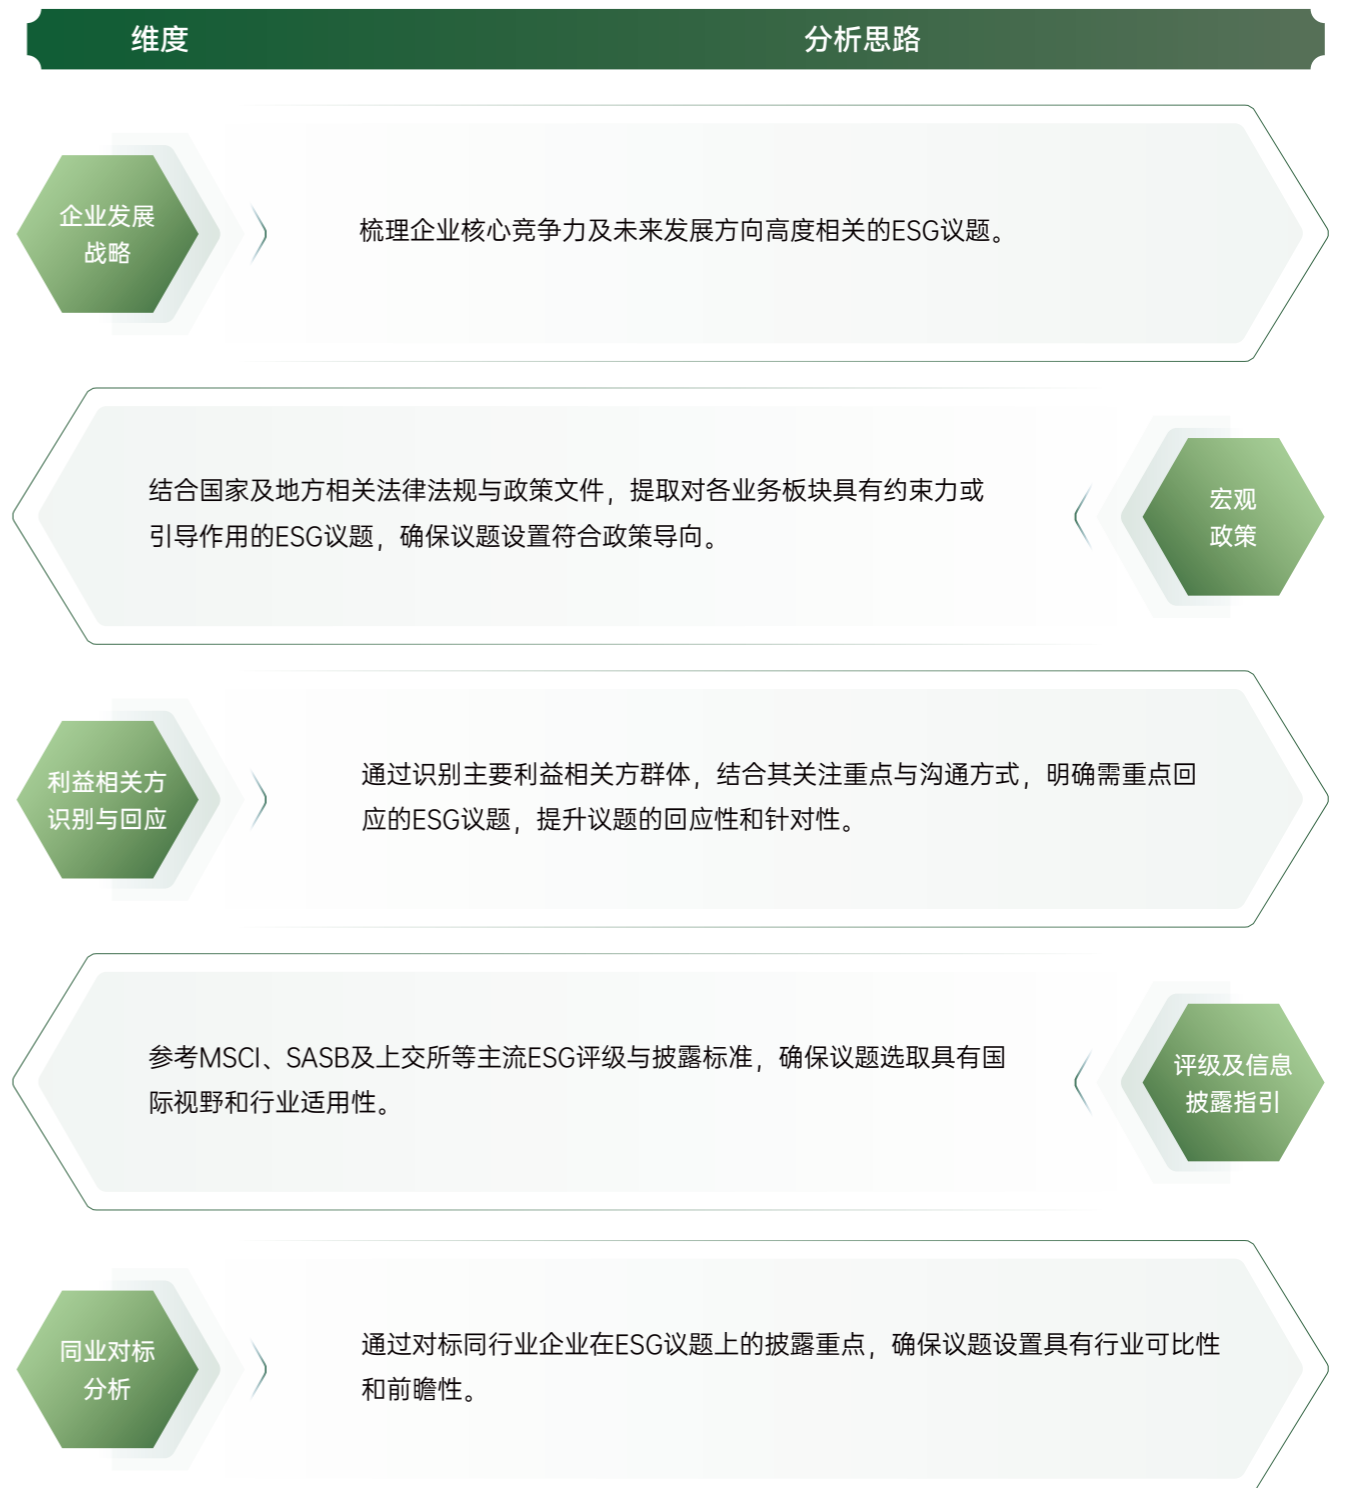 维度
分析思路
企业发展
战略
梳理企业核心竞争力及未来发展方向高度相关的ESG议题。
结合国家及地方相关法律法规与政策文件，提取对各业务板块具有约束力或
引导作用的ESG议题，确保议题设置符合政策导向。
宏观
政策
利益相关方
识别与回应
通过识别主要利益相关方群体，结合其关注重点与沟通方式，明确需重点回
应的ESG议题，提升议题的回应性和针对性。
参考MSCI、SASB及上交所等主流ESG评级与披露标准，确保议题选取具有国
际视野和行业适用性。
评级及信息
披露指引
同业对标
分析
通过对标同行业企业在ESG议题上的披露重点，确保议题设置具有行业可比性
和前瞻性。